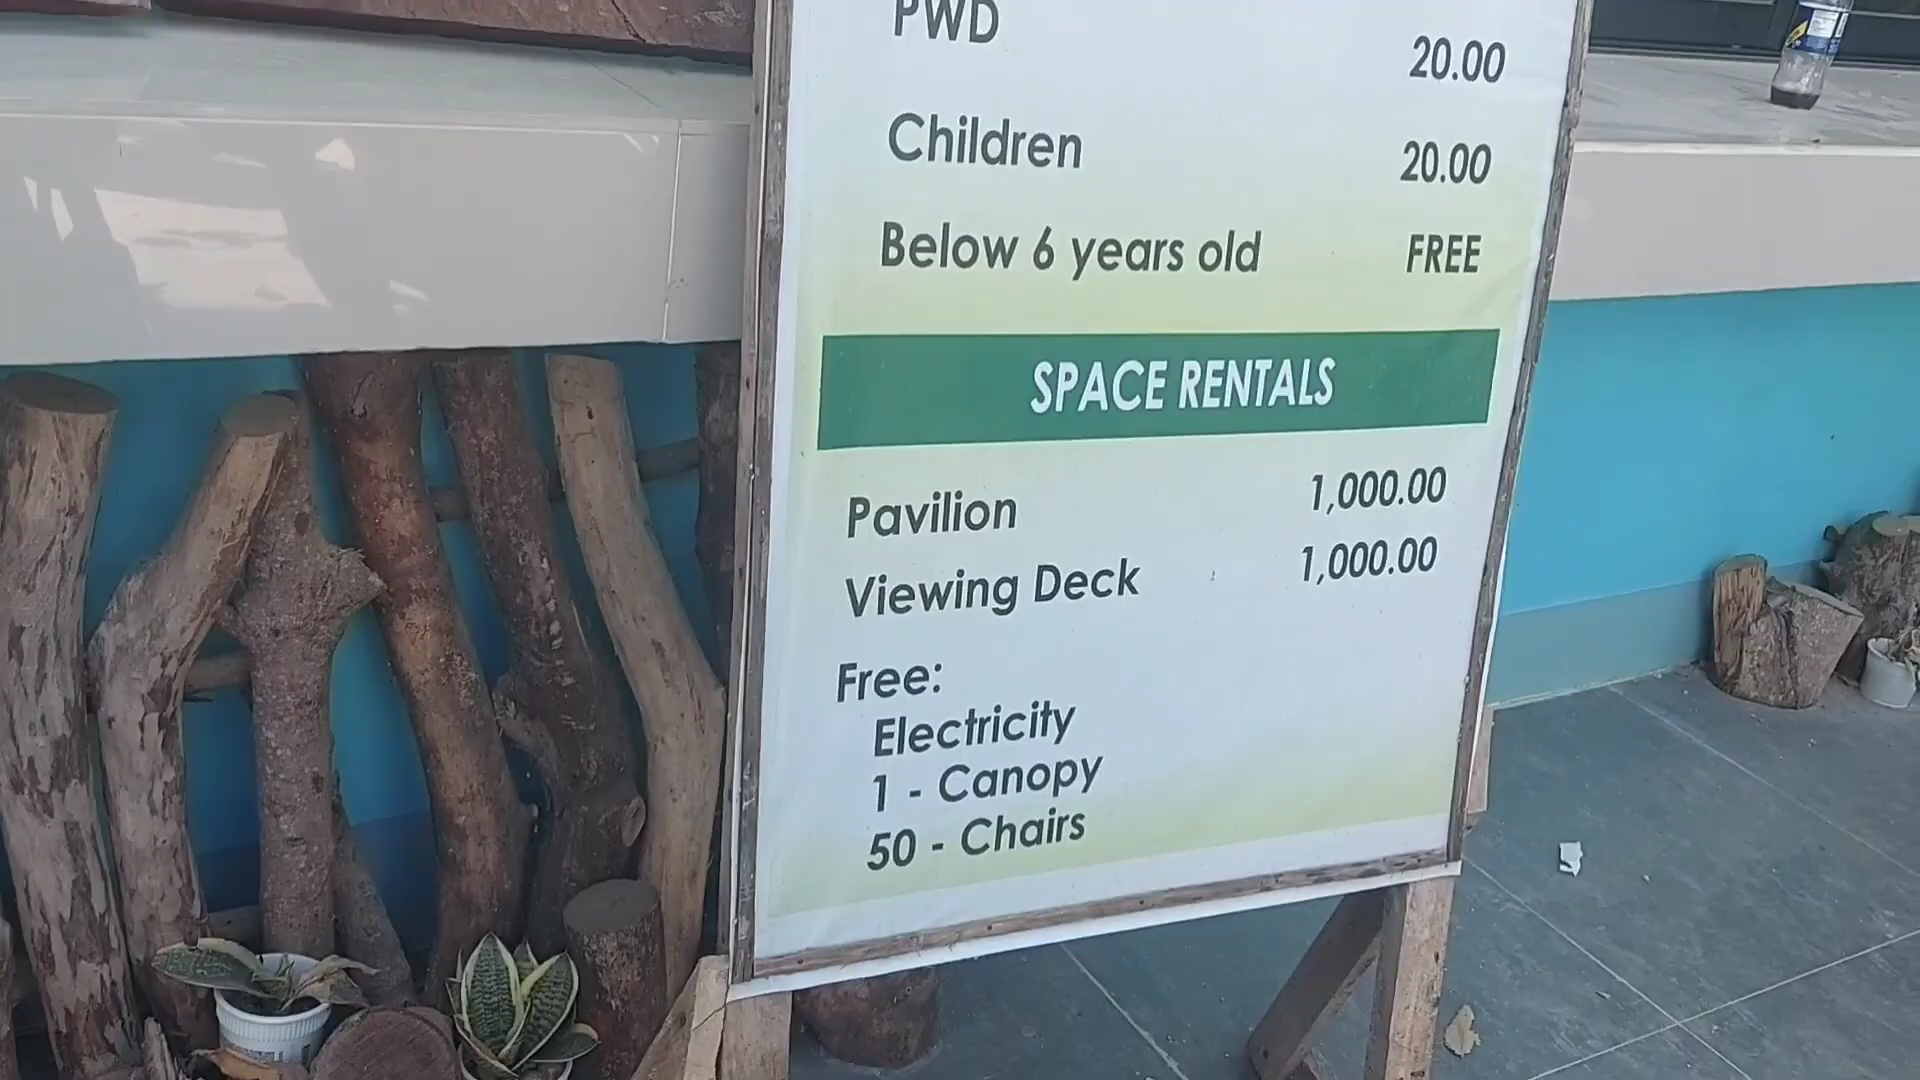 PWD 20.00
Children 20.00
Below 6 years old FREE
SPACE RENTALS
Pavilion 1,000.00
Viewing Deck 1,000.00
Free:
Electricity
1 - Canopy
50 - Chairs